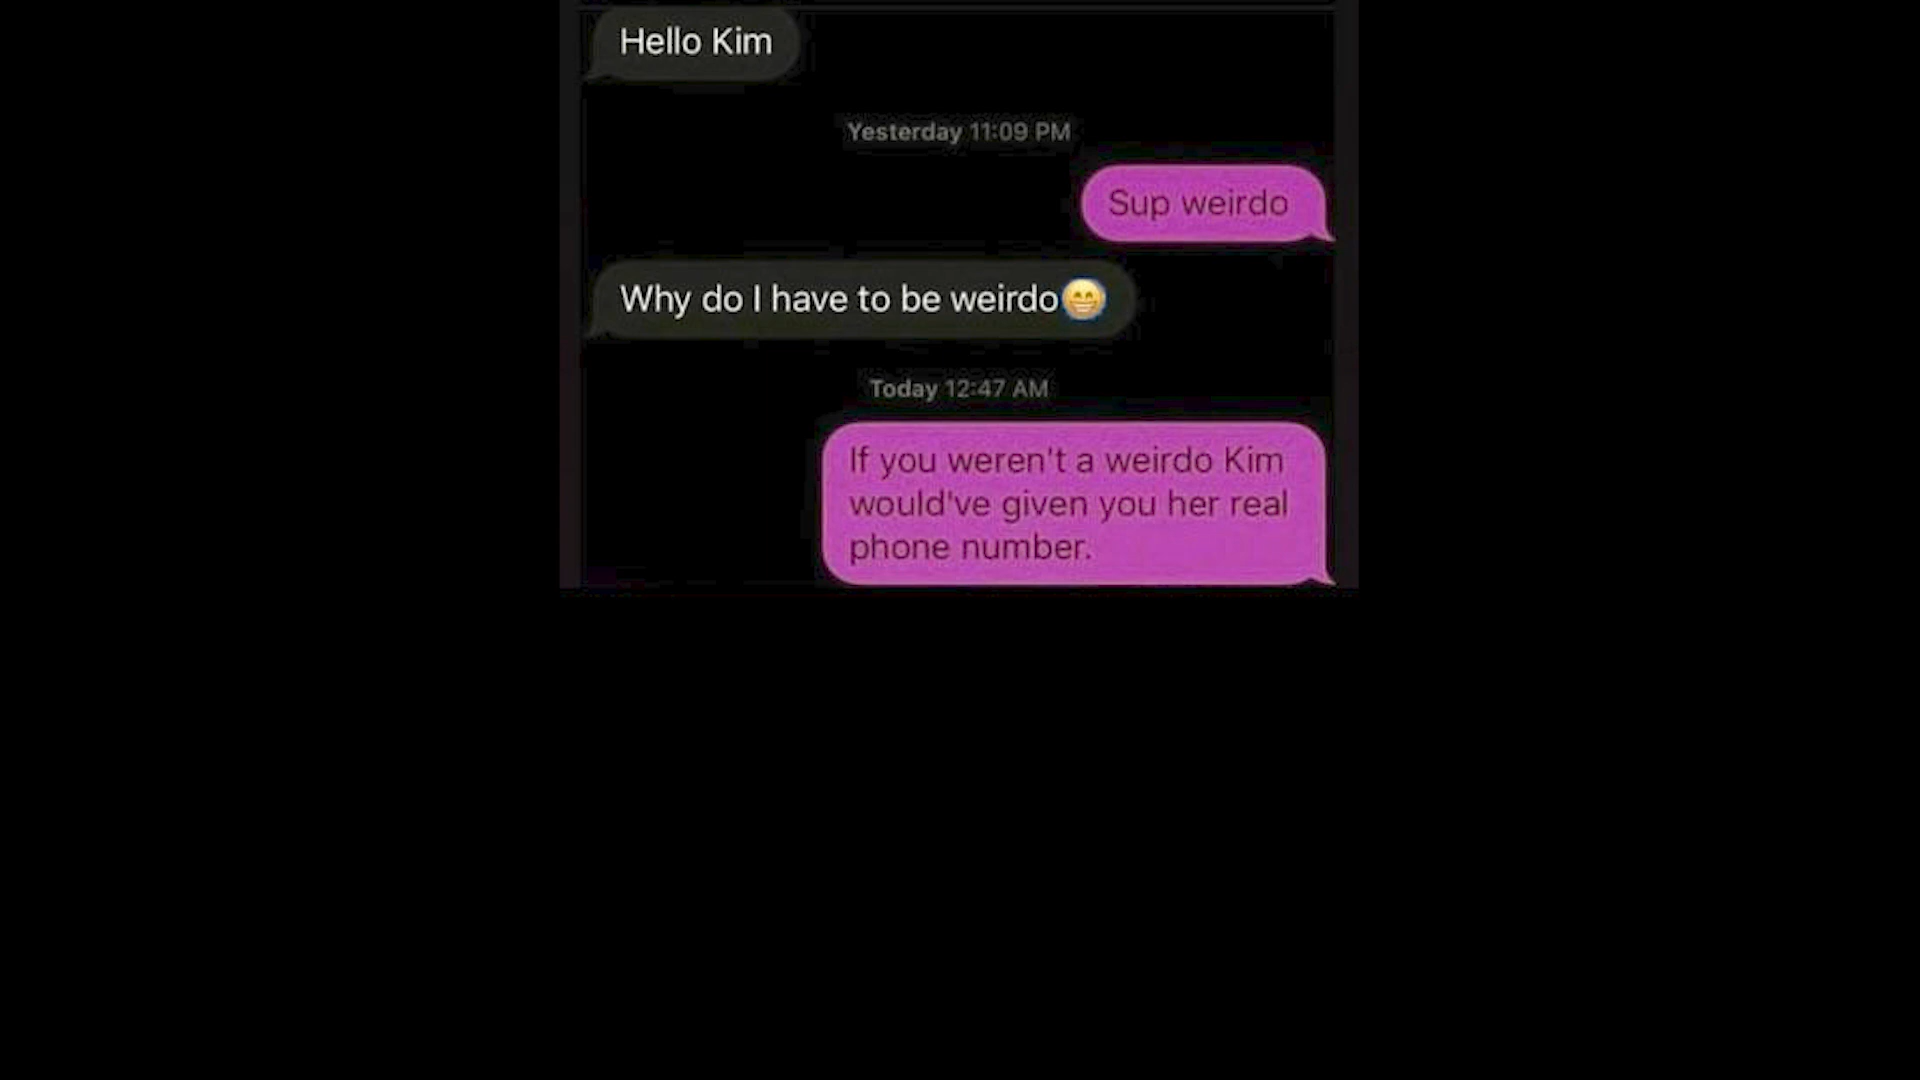 Hello Kim
Yesterday 11:09 PM
Sup weirdo
Why do I have to be weirdo😁
Today 12:47 AM
If you weren't a weirdo Kim
would've given you her real
phone number.